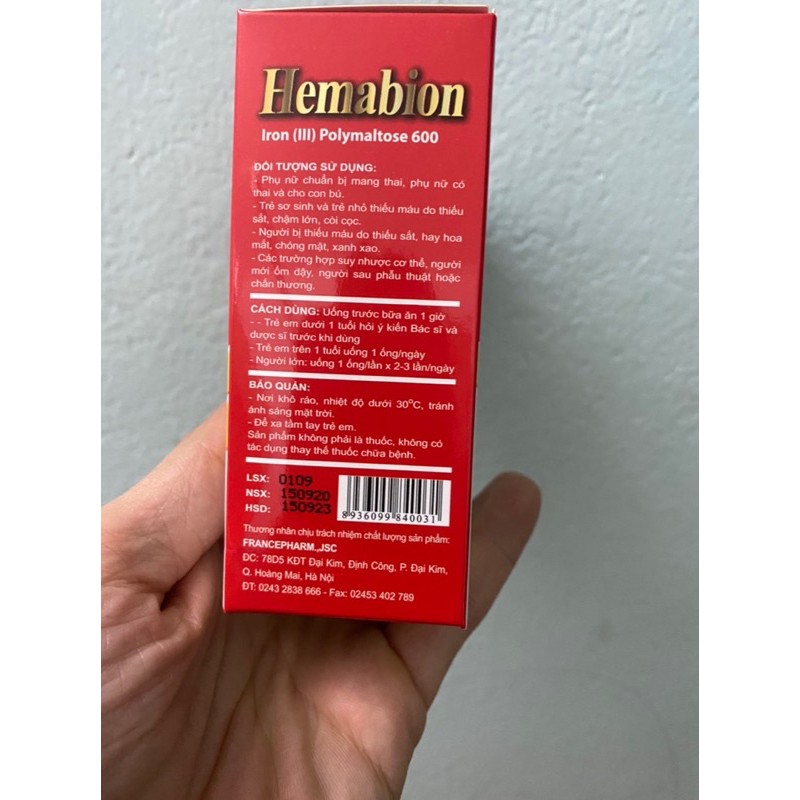 Hemabion
Iron (III) Polymaltose 600
ĐỐI TƯỢNG SỬ DỤNG:
- Phụ nữ chuẩn bị mang thai, phụ nữ có
thai và cho con bú.
- Trẻ sơ sinh và trẻ nhỏ thiếu máu do thiếu
sắt, chậm lớn, còi cọc.
- Người bị thiếu máu do thiếu sắt, hay hoa
mắt, chóng mặt, xanh xao.
- Các trường hợp suy nhược cơ thể, người
mới ốm dậy, người sau phẫu thuật hoặc
chấn thương.
CÁCH DÙNG: Uống trước bữa ăn 1 giờ
- - Trẻ em dưới 1 tuổi hỏi ý kiến Bác sĩ và
dược sĩ trước khi dùng
- Trẻ em trên 1 tuổi uống 1 ống/ngày
- Người lớn: uống 1 ống/lần x 2-3 lần/ngày
BẢO QUẢN:
- Nơi khô ráo, nhiệt độ dưới 30°C, tránh
ánh sáng mặt trời.
- Để xa tầm tay trẻ em.
Sản phẩm không phải là thuốc, không có
tác dụng thay thế thuốc chữa bệnh.
LSX: 0109
NSX: 150920
HSD: 150923
8936099 840031
Thương nhân chịu trách nhiệm chất lượng sản phẩm:
FRANCEPHARM.,JSC
ĐC: 78D5 KĐT Đại Kim, Định Công, P. Đại Kim,
Q. Hoàng Mai, Hà Nội
ĐT: 0243 2838 666 - Fax: 02453 402 789